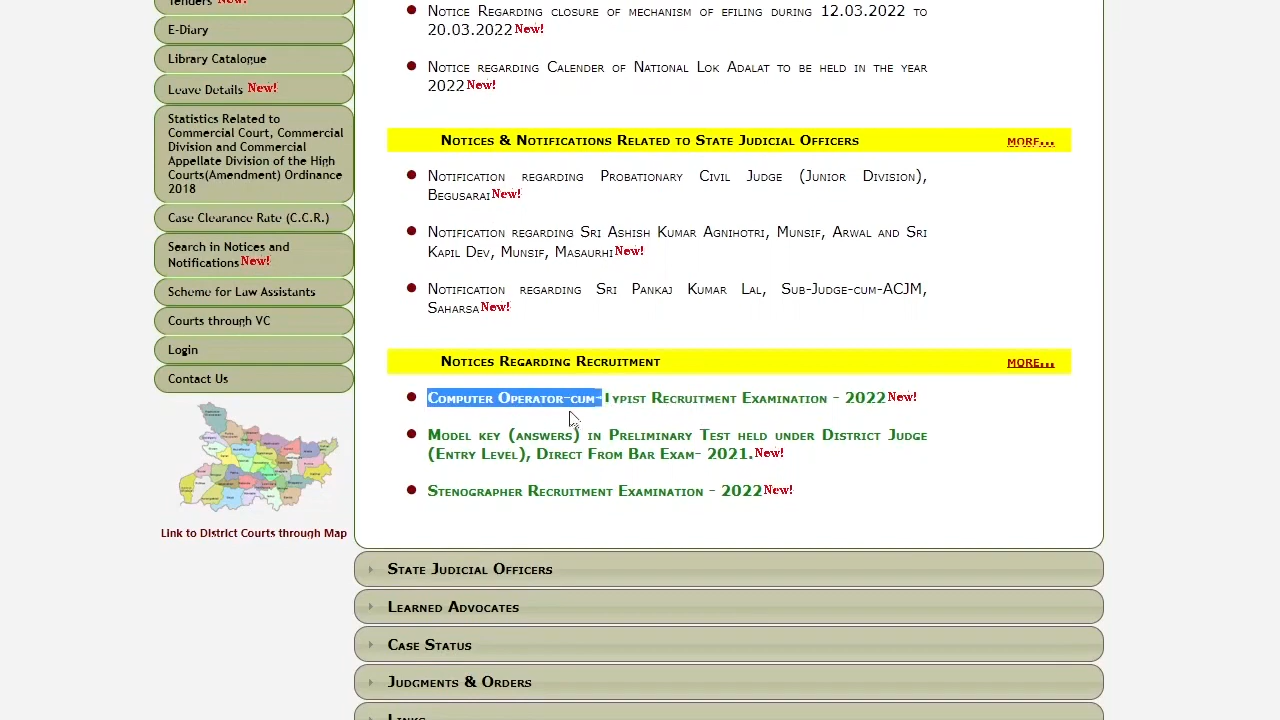 Tenders New!
E-Diary
Library Catalogue
Leave Details New!
Statistics Related to
Commercial Court, Commercial
Division and Commercial
Appellate Division of the High
Courts(Amendment) Ordinance
2018
Case Clearance Rate (C.C.R.)
Search in Notices and
Notifications New!
Scheme for Law Assistants
Courts through VC
Login
Contact Us
Link to District Courts through Map
Notice Regarding closure of mechanism of efiling during 12.03.2022 to
20.03.2022 New!
Notice regarding Calender of National Lok Adalat to be held in the year
2022 New!
Notices & Notifications Related to State Judicial Officers more...
Notification regarding Probationary Civil Judge (Junior Division),
Begusarai New!
Notification regarding Sri Ashish Kumar Agnihotri, Munsif, Arwal and Sri
Kapil Dev, Munsif, Masaurhi New!
Notification regarding Sri Pankaj Kumar Lal, Sub-Judge-cum-ACJM,
Saharsa New!
Notices Regarding Recruitment more...
Computer Operator-cum-Typist Recruitment Examination - 2022 New!
Model key (answers) in Preliminary Test held under District Judge
(Entry Level), Direct From Bar Exam- 2021. New!
Stenographer Recruitment Examination - 2022 New!
State Judicial Officers
Learned Advocates
Case Status
Judgments & Orders
Links